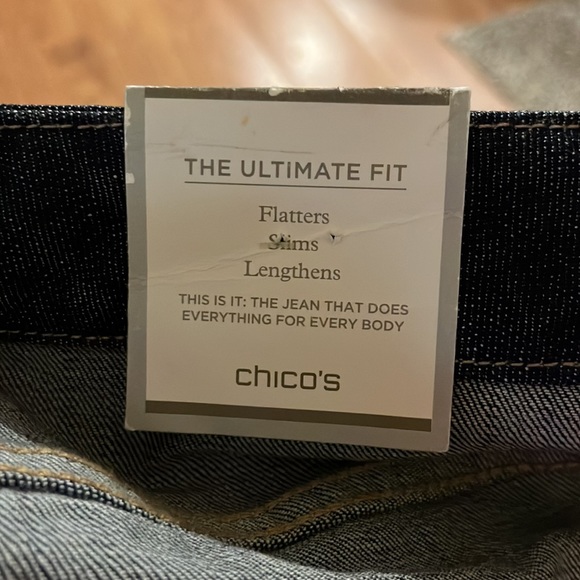 THE ULTIMATE FIT
Flatters
Slims
Lengthens
THIS IS IT: THE JEAN THAT DOES
EVERYTHING FOR EVERY BODY
chico's